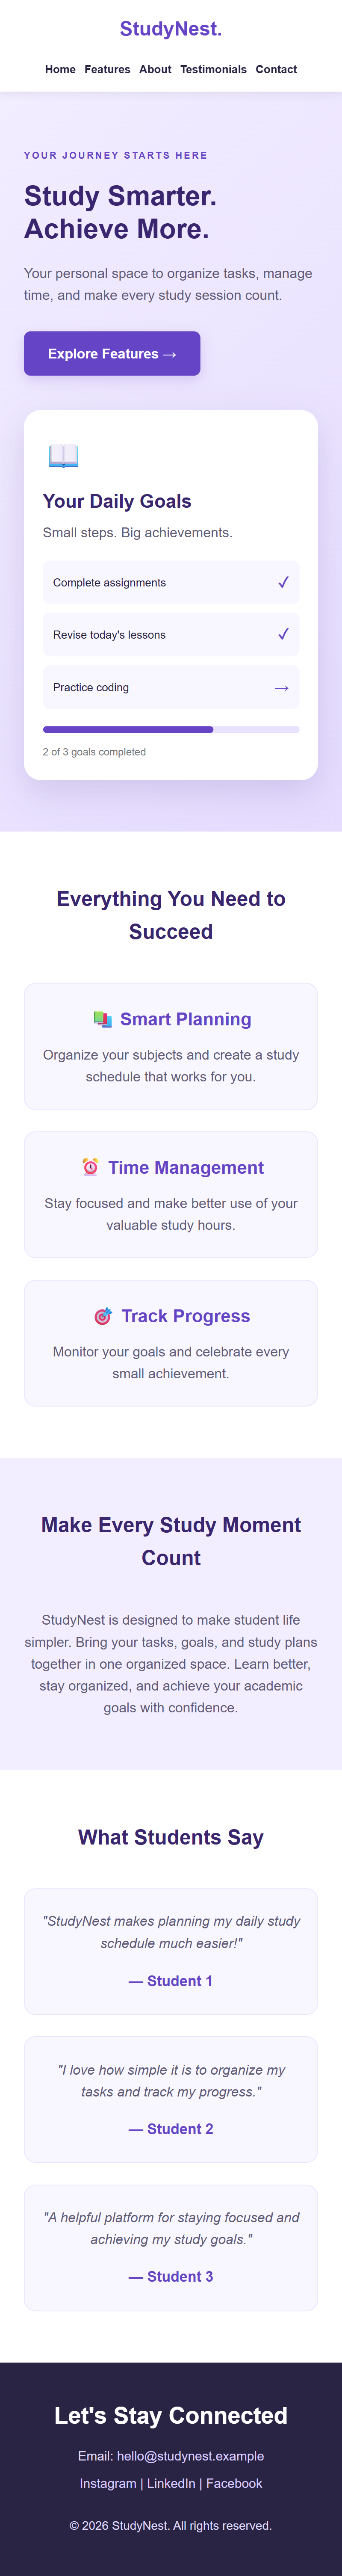 StudyNest.
Home Features About Testimonials Contact
YOUR JOURNEY STARTS HERE
Study Smarter.
Achieve More.
Your personal space to organize tasks, manage
time, and make every study session count.
Explore Features →
Your Daily Goals
Small steps. Big achievements.
Complete assignments ✓
Revise today's lessons ✓
Practice coding →
2 of 3 goals completed
Everything You Need to
Succeed
Smart Planning
Organize your subjects and create a study
schedule that works for you.
Time Management
Stay focused and make better use of your
valuable study hours.
Track Progress
Monitor your goals and celebrate every
small achievement.
Make Every Study Moment
Count
StudyNest is designed to make student life
simpler. Bring your tasks, goals, and study plans
together in one organized space. Learn better,
stay organized, and achieve your academic
goals with confidence.
What Students Say
"StudyNest makes planning my daily study
schedule much easier!"
— Student 1
"I love how simple it is to organize my
tasks and track my progress."
— Student 2
"A helpful platform for staying focused and
achieving my study goals."
— Student 3
Let's Stay Connected
Email: hello@studynest.example
Instagram | LinkedIn | Facebook
© 2026 StudyNest. All rights reserved.